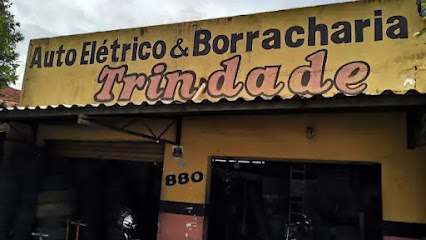 Auto Elétrico & Borracharia
Trindade
880